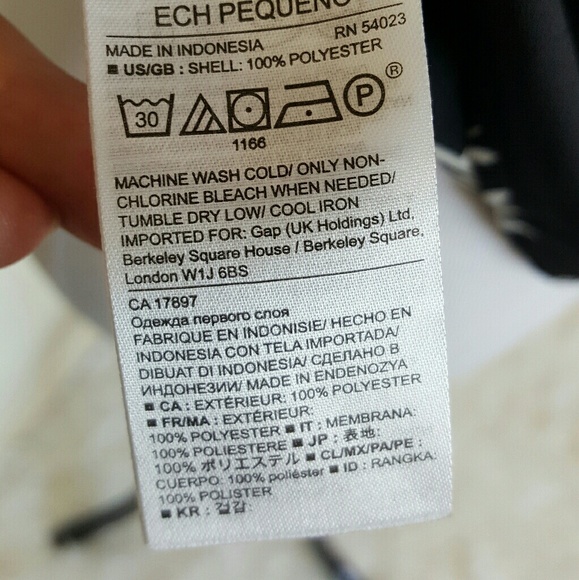 ECH PEQUEÑO
RN 54023
MADE IN INDONESIA
■ US/GB : SHELL: 100% POLYESTER
30 P ®
1166
MACHINE WASH COLD/ ONLY NON-
CHLORINE BLEACH WHEN NEEDED/
TUMBLE DRY LOW/ COOL IRON
IMPORTED FOR: Gap (UK Holdings) Ltd.
Berkeley Square House / Berkeley Square,
London W1J 6BS
CA 17897
Одежда первого слоя
FABRIQUE EN INDONISIE/ HECHO EN
INDONESIA CON TELA IMPORTADA/
DIBUAT DI INDONESIA/ СДЕЛАНО В
ИНДОНЕЗИИ/ MADE IN ENDENOZYA
■ CA : EXTÉRIEUR: 100% POLYESTER
■ FR/MA : EXTÉRIEUR:
100% POLYESTER ■ IT : MEMBRANA:
100% POLIESTERE ■ JP : 表地:
100% ポリエステル ■ CL/MX/PA/PE :
CUERPO: 100% poliéster ■ ID : RANGKA:
100% POLISTER
■ KR : 겉감: